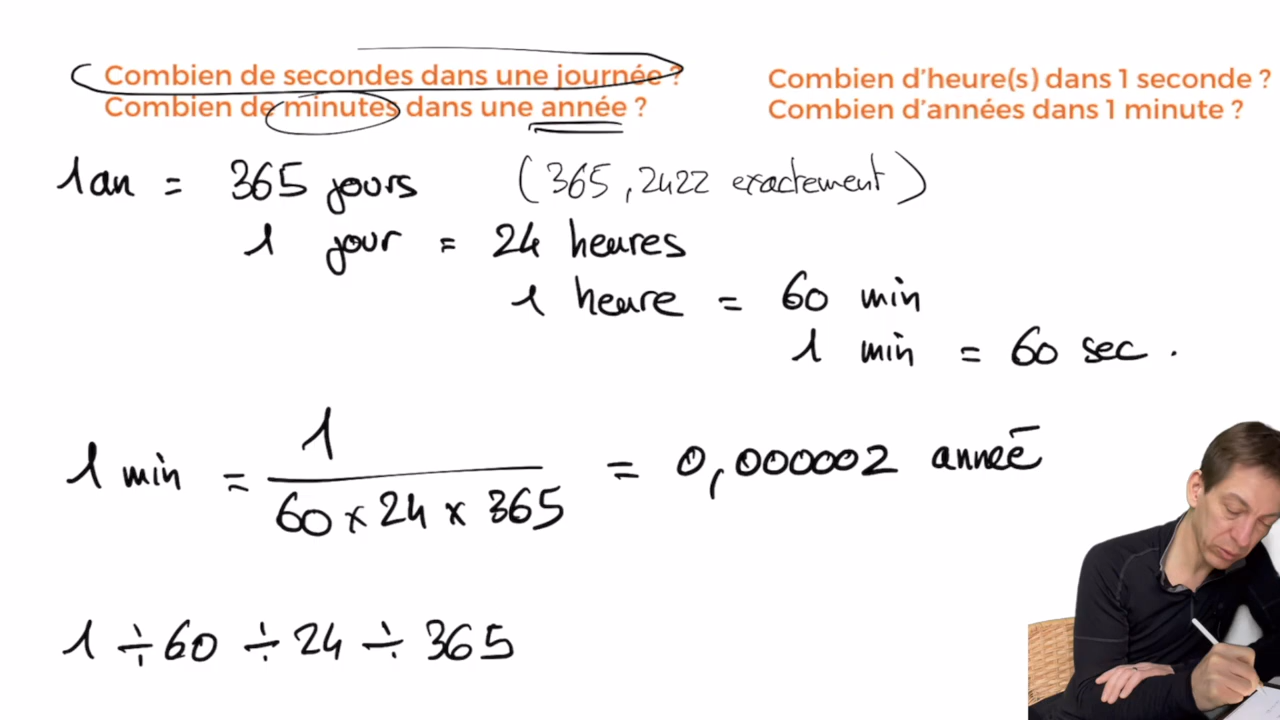 Combien de secondes dans une journée ?
Combien de minutes dans une année ?
Combien d'heure(s) dans 1 seconde ?
Combien d'années dans 1 minute ?
1 an = 365 jours (365,2422 exactement)
1 jour = 24 heures
1 heure = 60 min
1 min = 60 sec.
1 min = 1 / 60 × 24 × 365 = 0,000002 année
1 ÷ 60 ÷ 24 ÷ 365